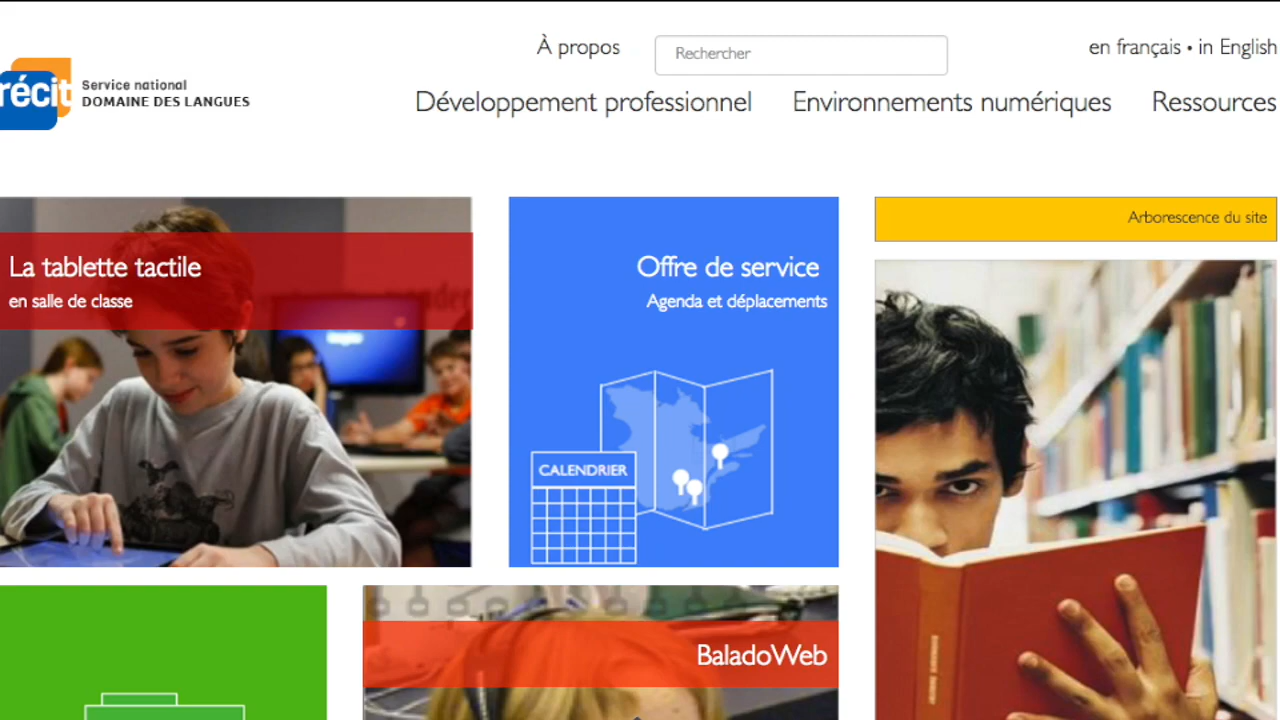 À propos
Rechercher
en français • in English
récit
Service national
DOMAINE DES LANGUES
Développement professionnel
Environnements numériques
Ressources
La tablette tactile
en salle de classe
Offre de service
Agenda et déplacements
CALENDRIER
Arborescence du site
BaladoWeb